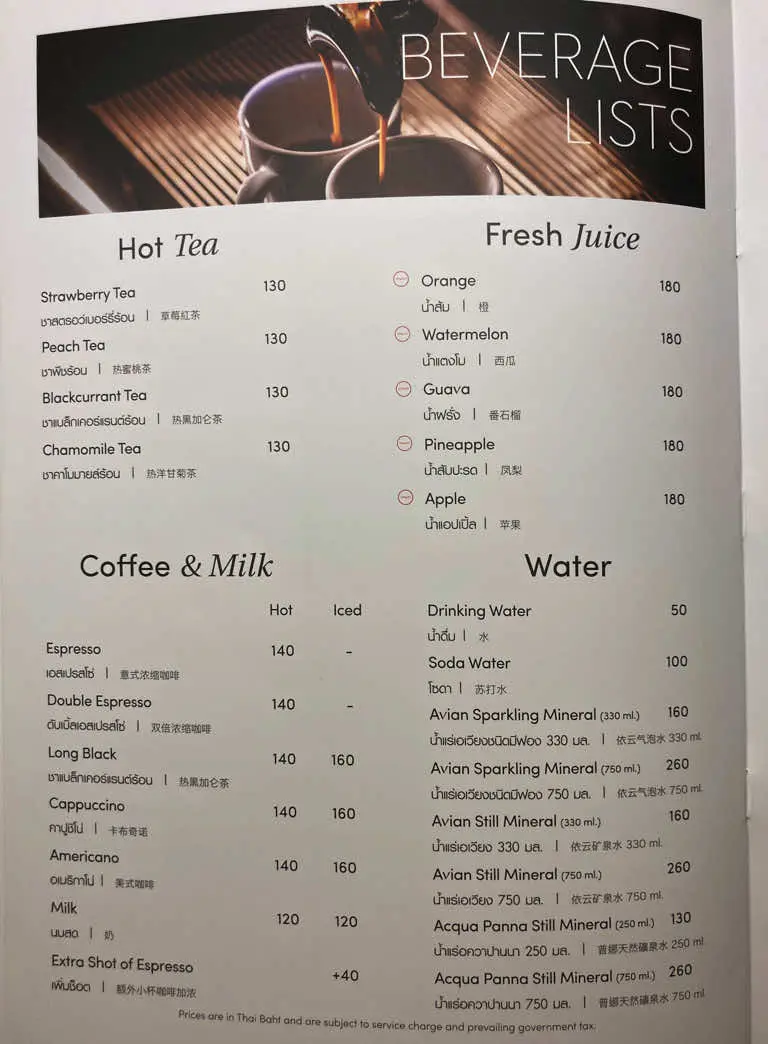 BEVERAGE
LISTS
Hot Tea
Strawberry Tea 130
ชาสตรอว์เบอร์รี่ร้อน | 草莓紅茶
Peach Tea 130
ชาพีชร้อน | 热蜜桃茶
Blackcurrant Tea 130
ชาแบล็กเคอร์แรนต์ร้อน | 热黑加仑茶
Chamomile Tea 130
ชาคาโมมายล์ร้อน | 热洋甘菊茶
Fresh Juice
Orange 180
น้ำส้ม | 橙
Watermelon 180
น้ำแตงโม | 西瓜
Guava 180
น้ำฝรั่ง | 番石榴
Pineapple 180
น้ำสับปะรด | 凤梨
Apple 180
น้ำแอปเปิ้ล | 苹果
Coffee & Milk
Hot Iced
Espresso 140 -
เอสเปรสโซ่ | 意式浓缩咖啡
Double Espresso 140 -
ดับเบิ้ลเอสเปรสโซ่ | 双倍浓缩咖啡
Long Black 140 160
ชาแบล็กเคอร์แรนต์ร้อน | 热黑加仑茶
Cappuccino 140 160
คาปูชิโน่ | 卡布奇诺
Americano 140 160
อเมริกาโน่ | 美式咖啡
Milk 120 120
นมสด | 奶
Extra Shot of Espresso +40
เพิ่มช็อต | 额外小杯咖啡加浓
Water
Drinking Water 50
น้ำดื่ม | 水
Soda Water 100
โซดา | 苏打水
Avian Sparkling Mineral (330 ml.) 160
น้ำแร่เอเวียงชนิดมีฟอง 330 มล. | 依云气泡水 330 ml.
Avian Sparkling Mineral (750 ml.) 260
น้ำแร่เอเวียงชนิดมีฟอง 750 มล. | 依云气泡水 750 ml.
Avian Still Mineral (330 ml.) 160
น้ำแร่เอเวียง 330 มล. | 依云矿泉水 330 ml.
Avian Still Mineral (750 ml.) 260
น้ำแร่เอเวียง 750 มล. | 依云矿泉水 750 ml.
Acqua Panna Still Mineral (250 ml.) 130
น้ำแร่อควาปานนา 250 มล. | 普娜天然礦泉水 250 ml.
Acqua Panna Still Mineral (750 ml.) 260
น้ำแร่อควาปานนา 750 มล. | 普娜天然礦泉水 750 ml.
Prices are in Thai Baht and are subject to service charge and prevailing government tax.